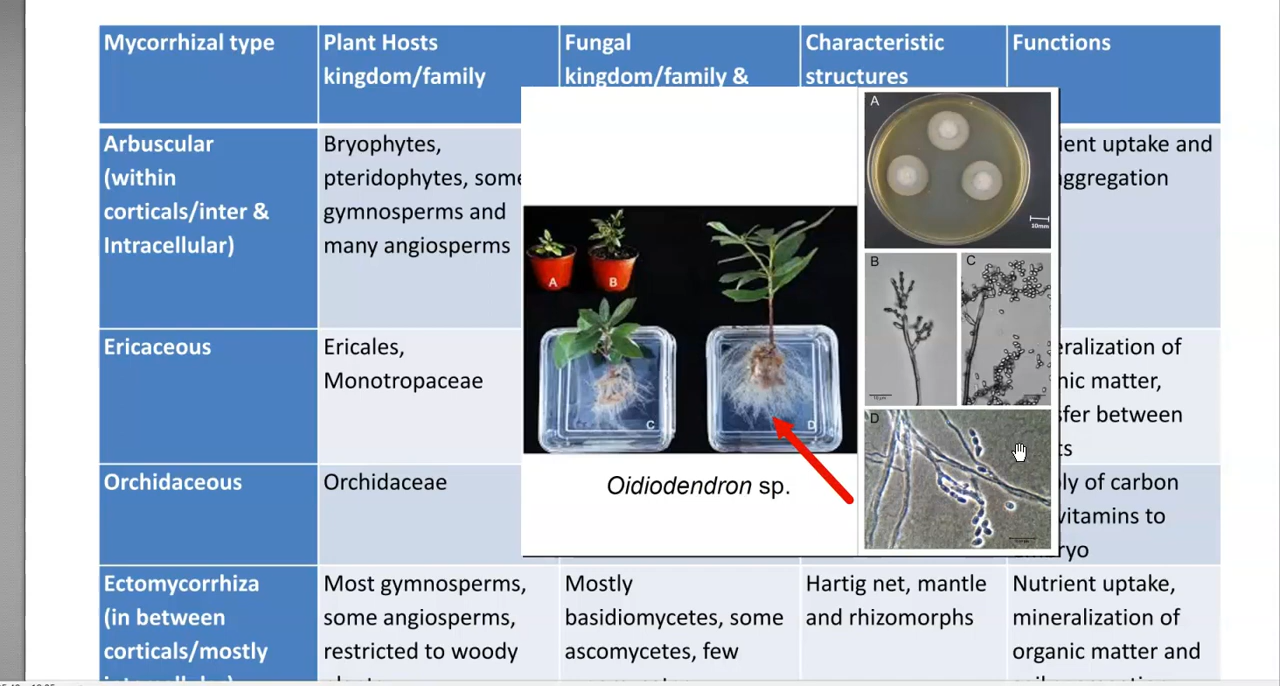 Mycorrhizal type
Plant Hosts
kingdom/family
Fungal
kingdom/family &
Characteristic
structures
Functions
Arbuscular
(within
corticals/inter &
Intracellular)
Bryophytes,
pteridophytes, some
gymnosperms and
many angiosperms
ient uptake and
ggregation
Ericaceous
Ericales,
Monotropaceae
eralization of
nic matter,
sfer between
ts
Orchidaceous
Orchidaceae
ly of carbon
vitamins to
ryo
Ectomycorrhiza
(in between
corticals/mostly
Most gymnosperms,
some angiosperms,
restricted to woody
Mostly
basidiomycetes, some
ascomycetes, few
Hartig net, mantle
and rhizomorphs
Nutrient uptake,
mineralization of
organic matter and
A
B
C
D
Oidiodendron sp.
A
10mm
B
C
D